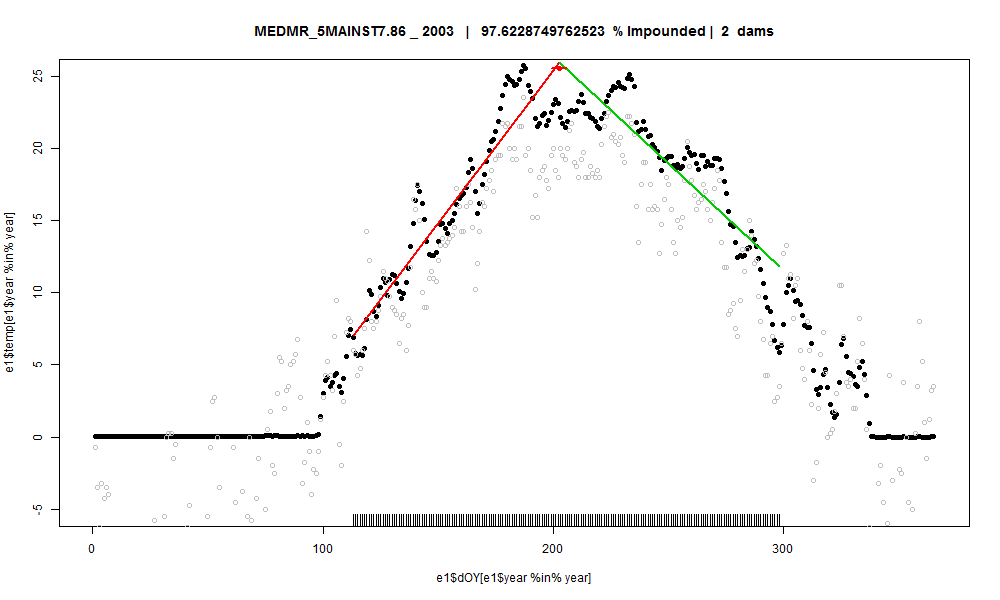 MEDMR_5MAINST7.86 _ 2003 | 97.6228749762523 % Impounded | 2 dams
e1$temp[e1$year %in% year]
25
20
15
10
5
0
-5
0 100 200 300
e1$dOY[e1$year %in% year]